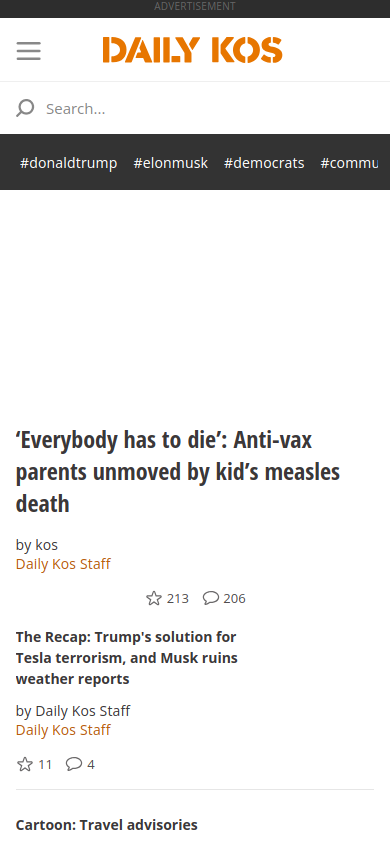 ADVERTISEMENT
DAILY KOS
Search...
#donaldtrump #elonmusk #democrats #commu
‘Everybody has to die’: Anti-vax
parents unmoved by kid’s measles
death
by kos
Daily Kos Staff
213 206
The Recap: Trump's solution for
Tesla terrorism, and Musk ruins
weather reports
by Daily Kos Staff
Daily Kos Staff
11 4
Cartoon: Travel advisories